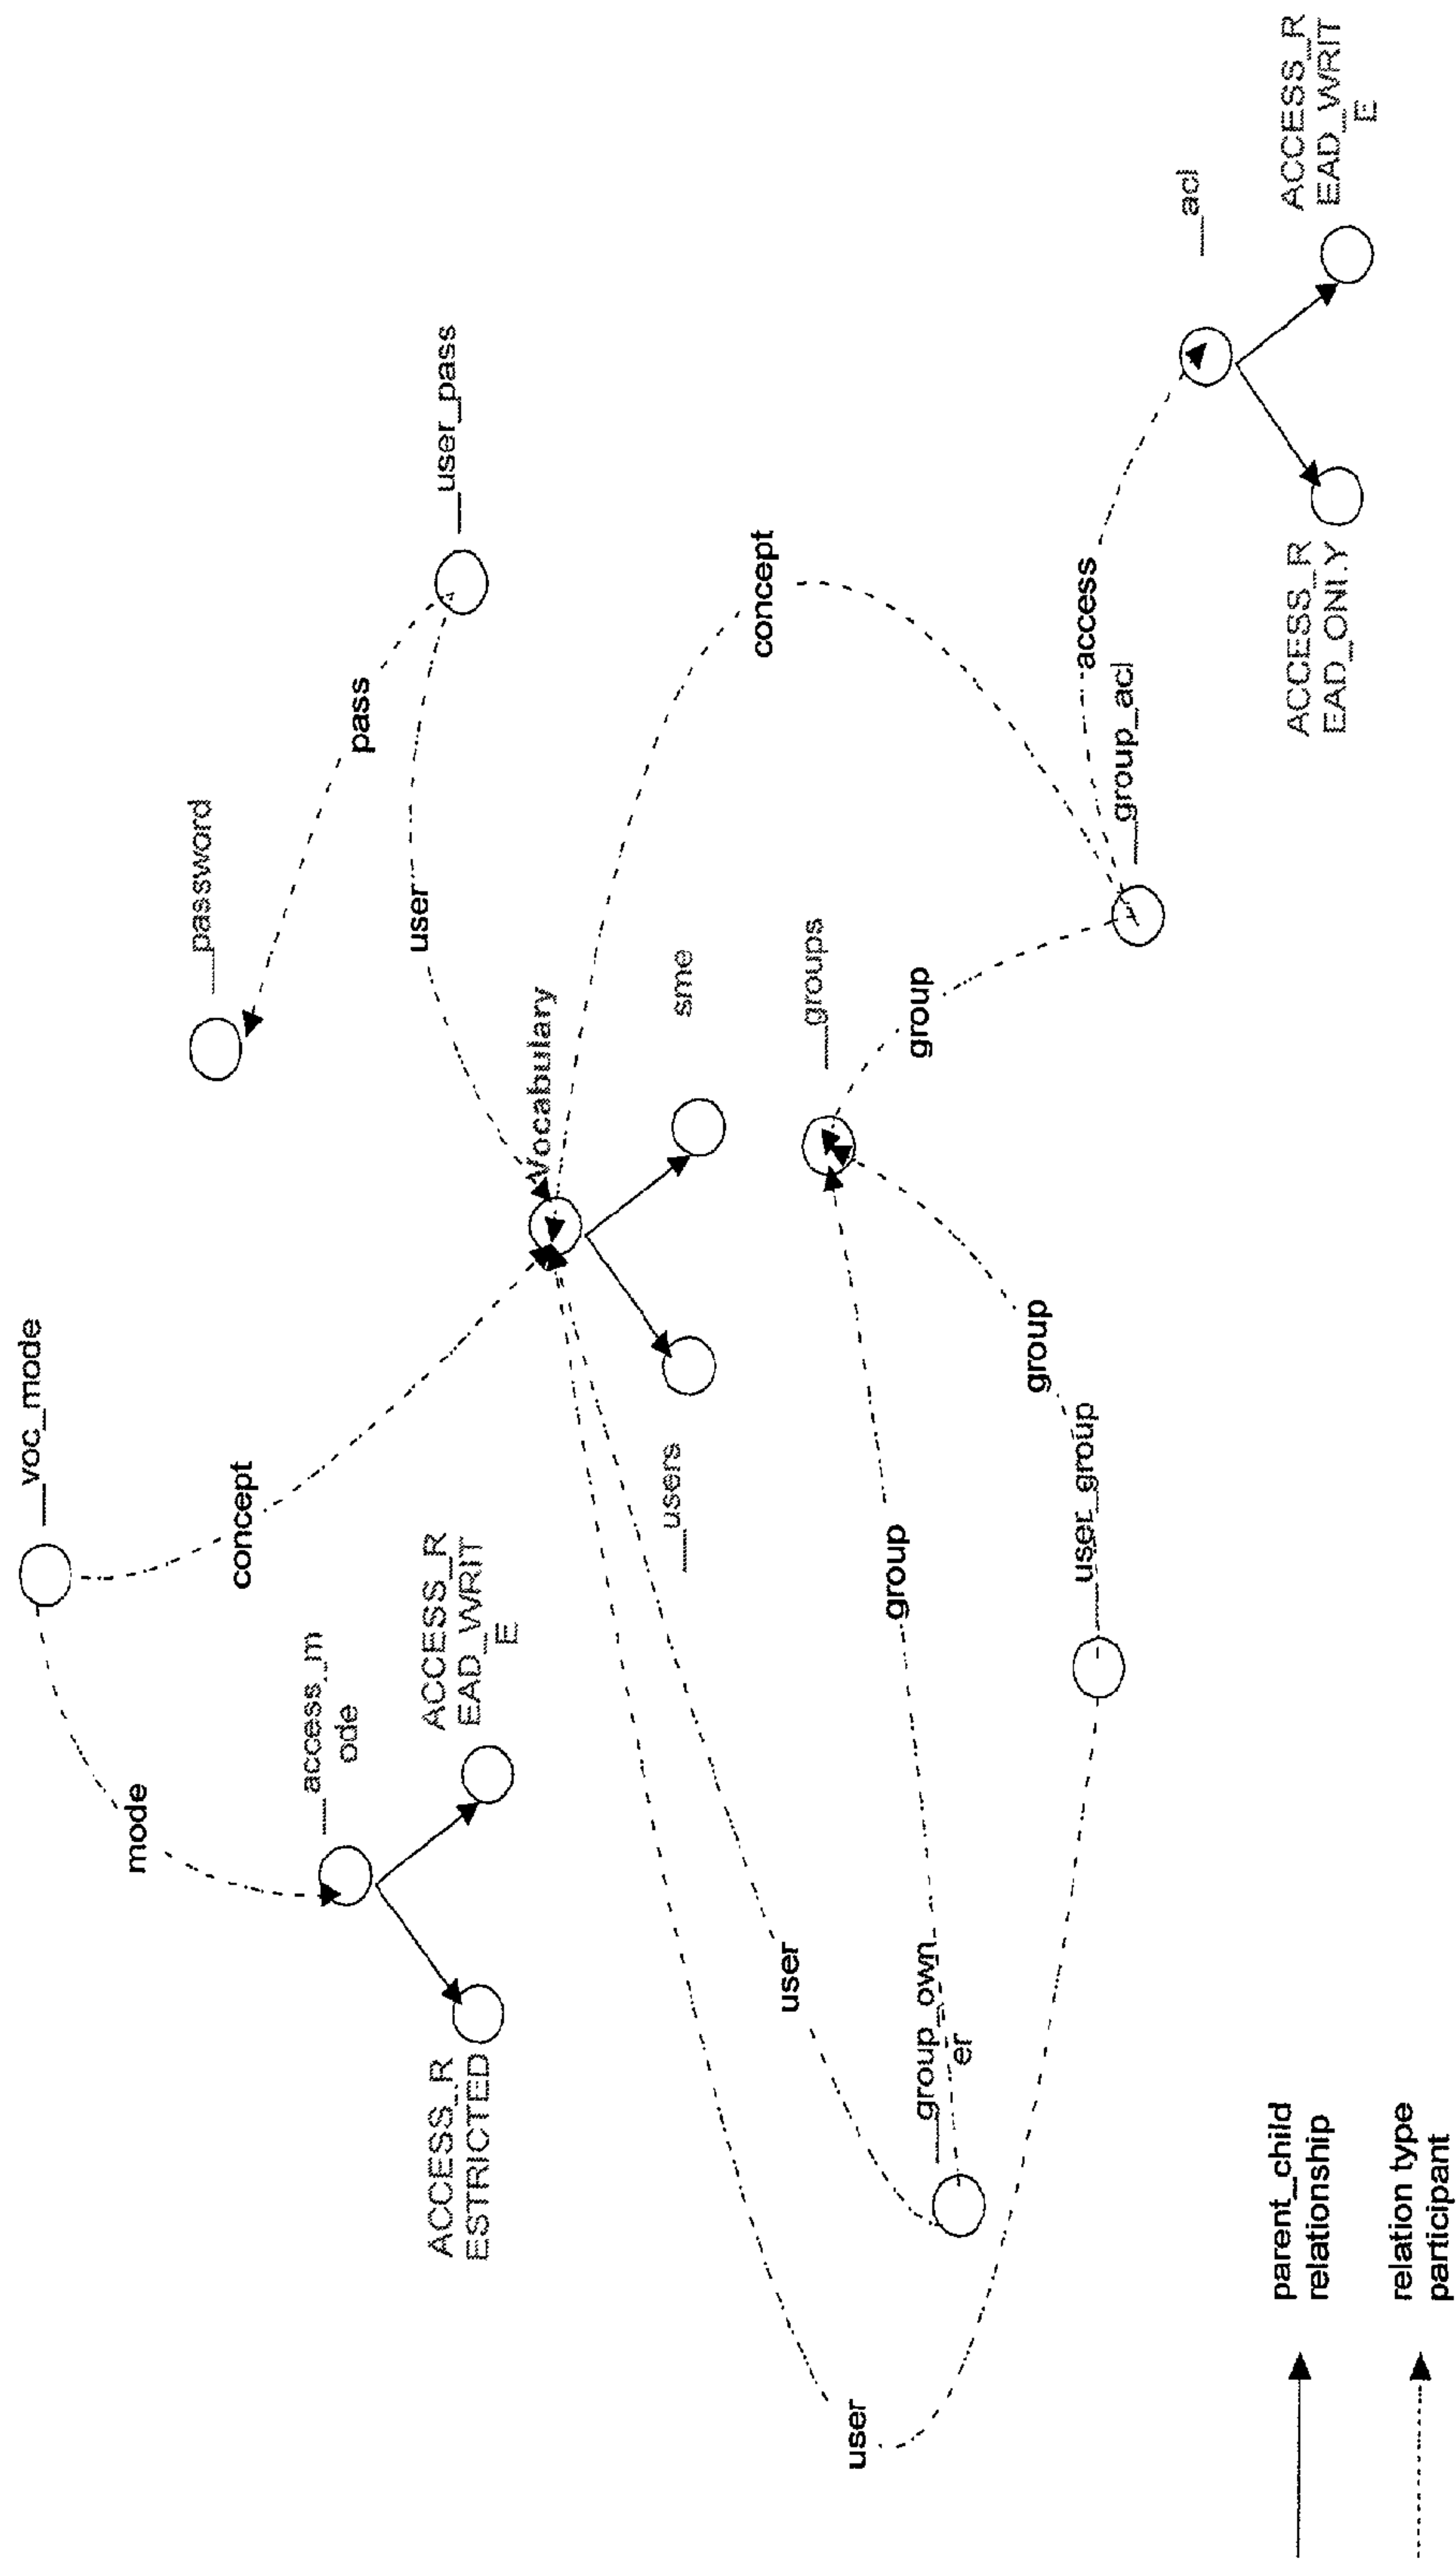 __voc_mode
mode
concept
__access_m
ode
ACCESS_R
ESTRICTED
ACCESS_R
EAD_WRIT
E
__password
pass
__user_pass
user
Vocabulary
__users
sme
concept
user
user
group
__group_own
er
__groups
group
group
__user_group
__group_acl
access
__acl
ACCESS_R
EAD_ONLY
ACCESS_R
EAD_WRIT
E
parent_child
relationship
relation type
participant